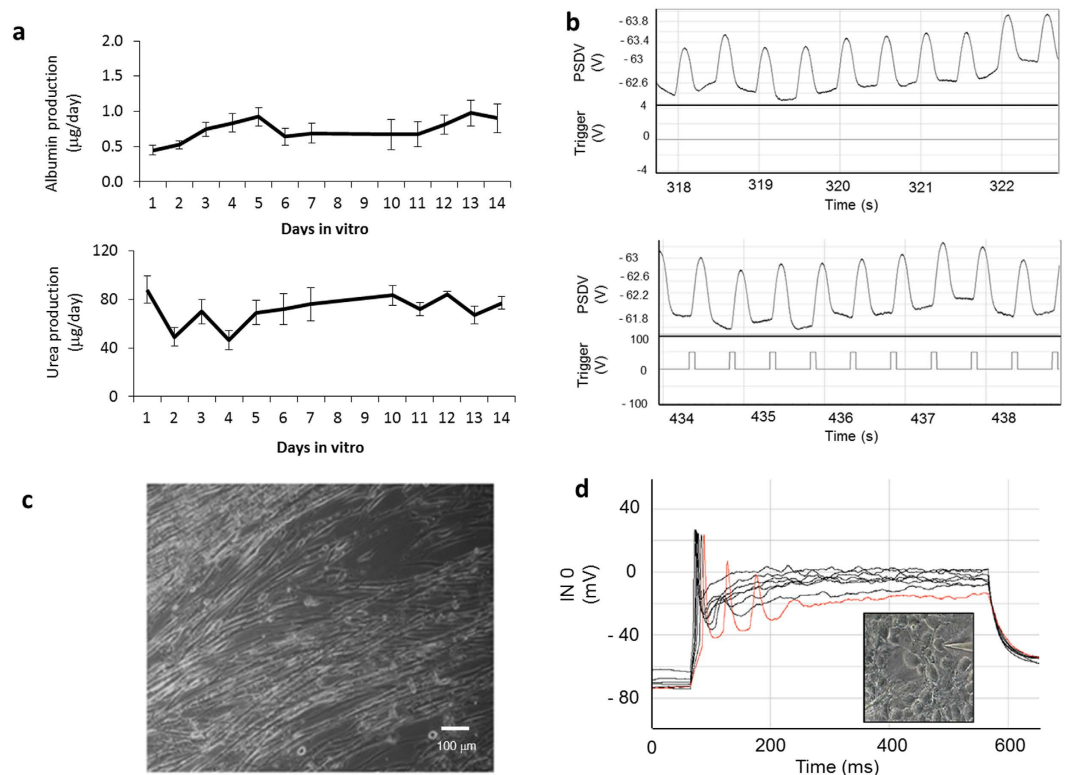 a
Albumin production
(µg/day)
2.0
1.5
1.0
0.5
0.0
1 2 3 4 5 6 7 8 9 10 11 12 13 14
Days in vitro
Urea production
(µg/day)
120
80
40
0
1 2 3 4 5 6 7 8 9 10 11 12 13 14
Days in vitro
b
PSDV
(V)
- 63.8
- 63.4
- 63
- 62.6
Trigger
(V)
4
0
-4
318 319 320 321 322
Time (s)
PSDV
(V)
- 63
- 62.6
- 62.2
- 61.8
Trigger
(V)
100
0
- 100
434 435 436 437 438
Time (s)
c
100 µm
d
IN 0
(mV)
40
0
- 40
- 80
0 200 400 600
Time (ms)